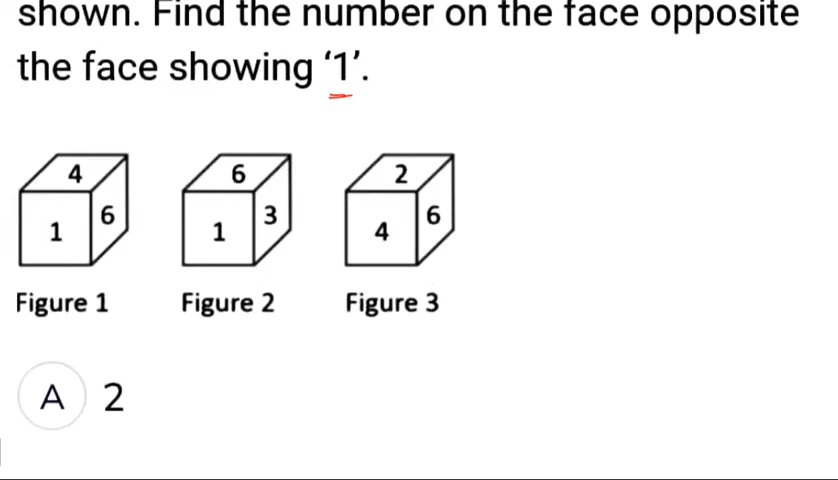 shown. Find the number on the face opposite
the face showing ‘1’.
4
1
6
6
1
3
2
4
6
Figure 1
Figure 2
Figure 3
A 2